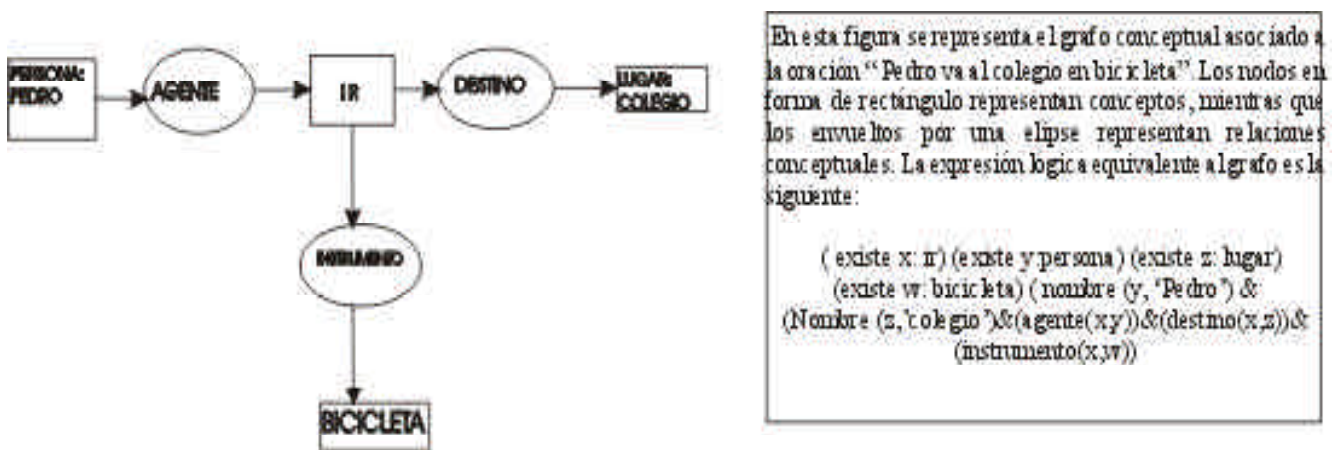 PERSONA:
PEDRO
AGENTE
IR
DESTINO
LUGAR:
COLEGIO
INSTRUMENTO
BICICLETA
En esta figura se representa el grafo conceptual asociado a
la oración “Pedro va al colegio en bicicleta”. Los nodos en
forma de rectángulo representan conceptos, mientras que
los envueltos por una elipse representan relaciones
conceptuales. La expresión lógica equivalente al grafo es la
siguiente:
( existe x: ir) (existe y:persona) (existe z: lugar)
(existe w: bicicleta) ( nombre (y, 'Pedro') &
(Nombre (z,'colegio')&(agente(x,y))&(destino(x,z))&
(instrumento(x,w))